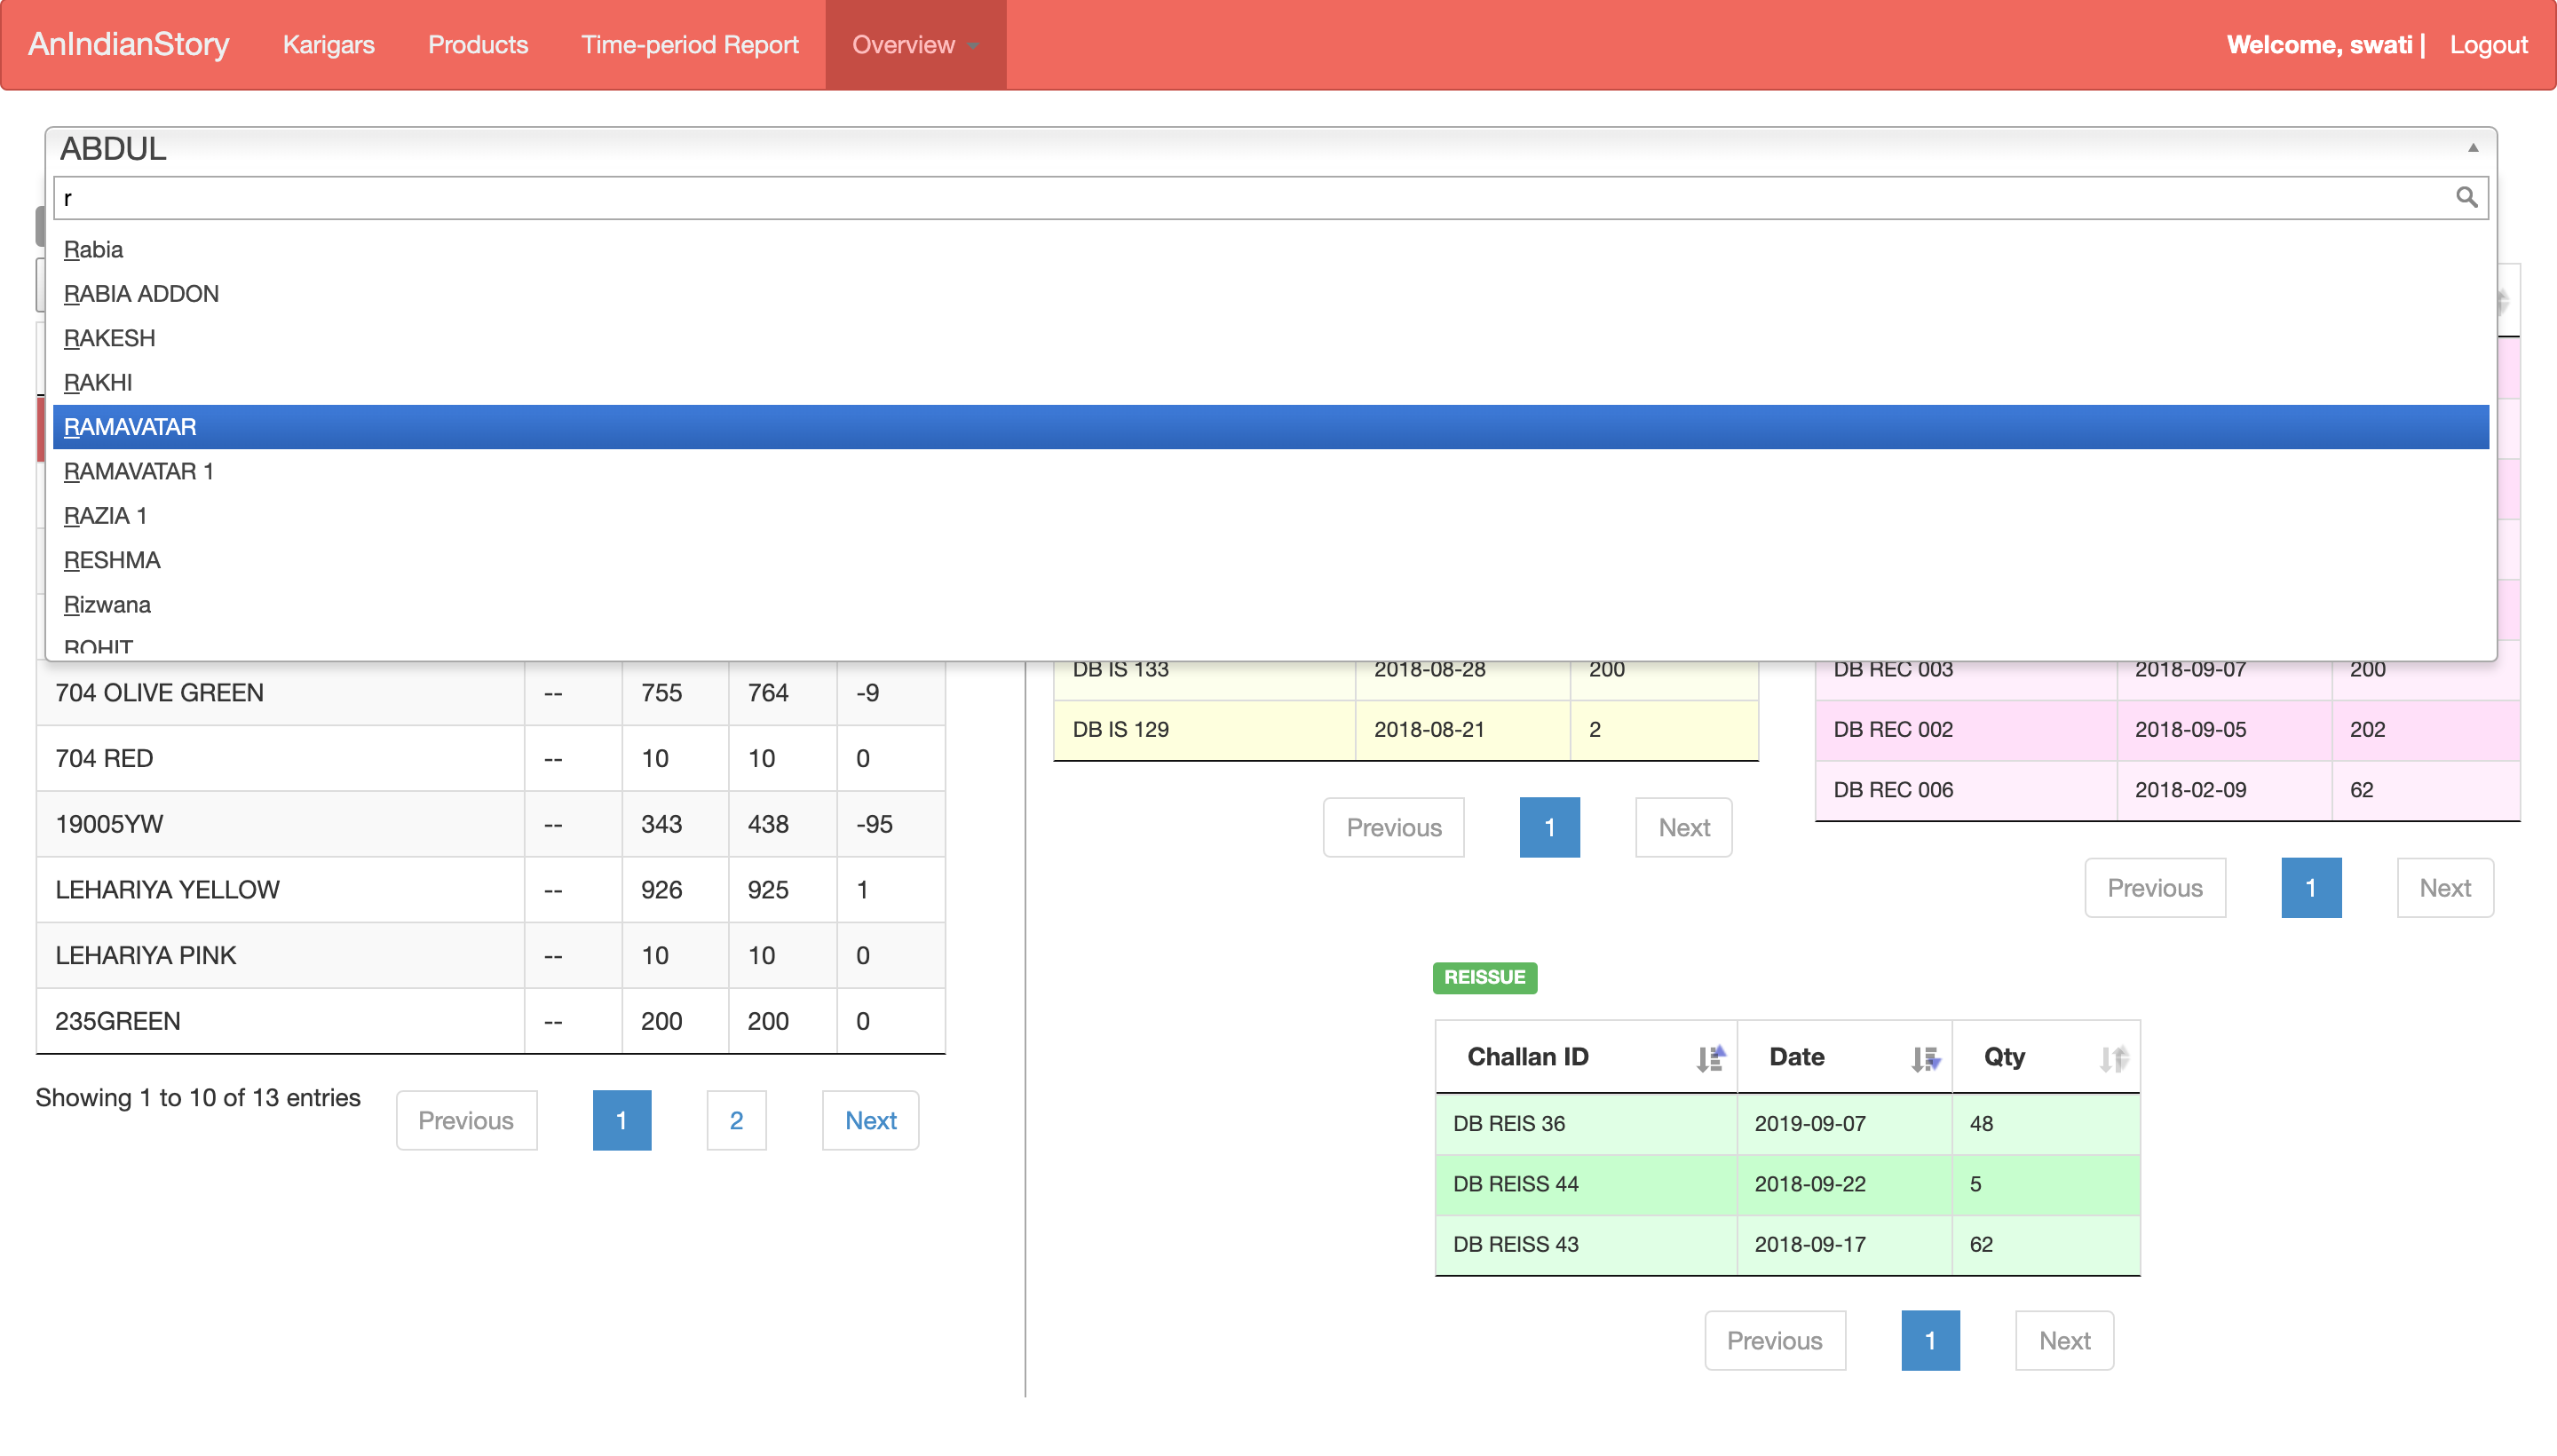 AnIndianStory Karigars Products Time-period Report Overview Welcome, swati | Logout
ABDUL
r
Rabia
RABIA ADDON
RAKESH
RAKHI
RAMAVATAR
RAMAVATAR 1
RAZIA 1
RESHMA
Rizwana
ROHIT
704 OLIVE GREEN -- 755 764 -9
704 RED -- 10 10 0
19005YW -- 343 438 -95
LEHARIYA YELLOW -- 926 925 1
LEHARIYA PINK -- 10 10 0
235GREEN -- 200 200 0
Showing 1 to 10 of 13 entries Previous 1 2 Next
DB IS 133 2018-08-28 200
DB IS 129 2018-08-21 2
Previous 1 Next
DB REC 003 2018-09-07 200
DB REC 002 2018-09-05 202
DB REC 006 2018-02-09 62
Previous 1 Next
REISSUE
Challan ID Date Qty
DB REIS 36 2019-09-07 48
DB REISS 44 2018-09-22 5
DB REISS 43 2018-09-17 62
Previous 1 Next